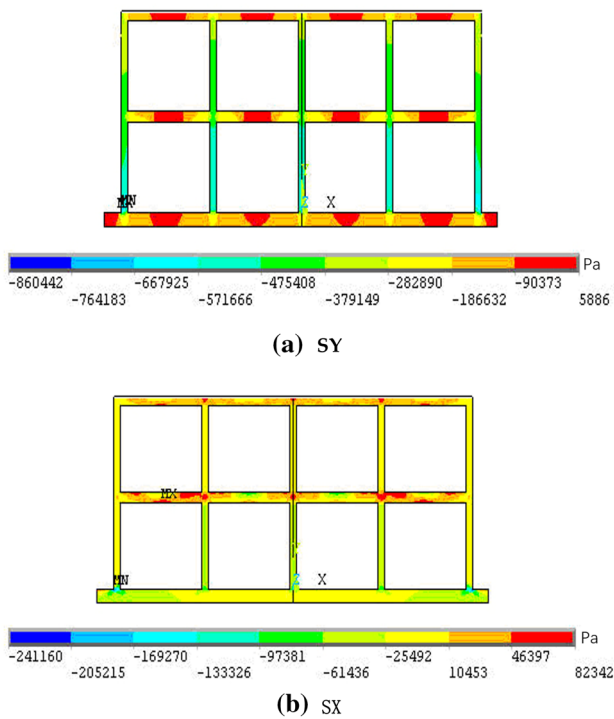 Y
MN
Z X
Pa
-860442 -667925 -475408 -282890 -90373
-764183 -571666 -379149 -186632 5886
(a) SY
MX
Y
MN Z X
Pa
-241160 -169270 -97381 -25492 46397
-205215 -133326 -61436 10453 82342
(b) SX